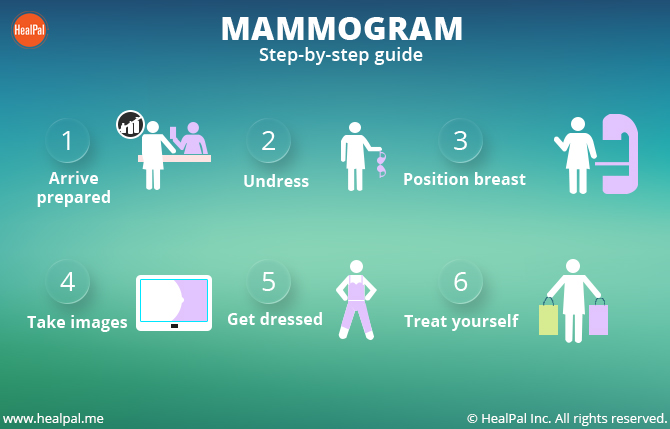 HealPal
MAMMOGRAM
Step-by-step guide
1
Arrive
prepared
2
Undress
3
Position breast
4
Take images
5
Get dressed
6
Treat yourself
www.healpal.me
© HealPal Inc. All rights reserved.